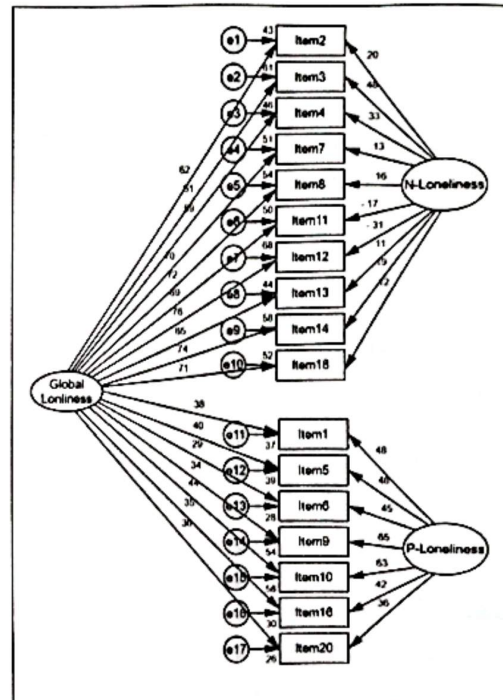 43
e1 Item2
20
61
e2 Item3
48
46
e3 Item4
33
51
e4 Item7
13
54
e5 Item8
16
N-Loneliness
50
e6 Item11
-17
68
e7 Item12
-31
44
e8 Item13
11
58
e9 Item14
19
52
e10 Item18
12
62
51
59
70
72
69
76
65
74
71
Global
Lonliness
38
e11 Item1
37
48
40
e12 Item5
39
48
29
e13 Item6
28
45
34
e14 Item9
54
65
P-Loneliness
44
e15 Item10
56
63
35
e16 Item16
30
42
36
e17 Item20
26
36